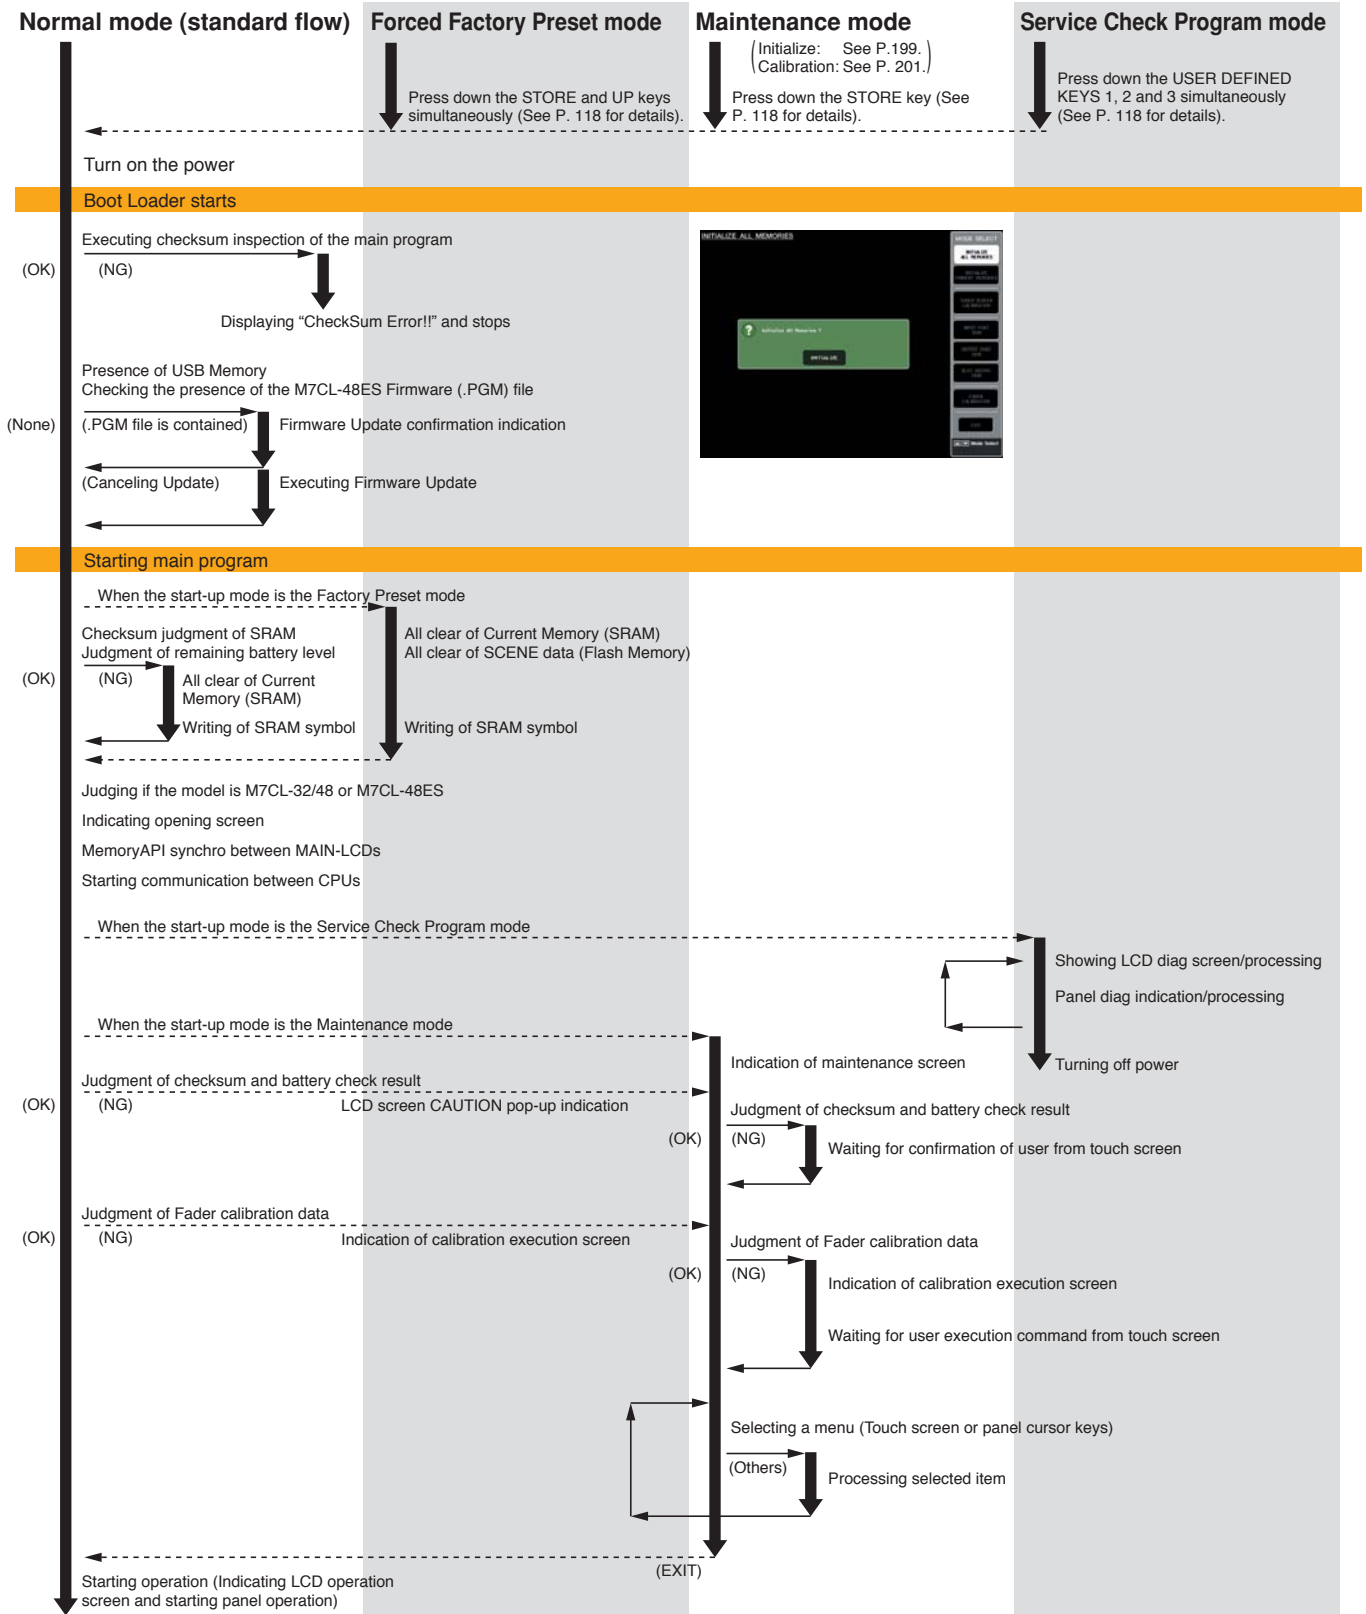 Normal mode (standard flow)
Forced Factory Preset mode
Maintenance mode
Service Check Program mode
(Initialize: See P.199.
Calibration: See P. 201.)
Press down the STORE and UP keys
simultaneously (See P. 118 for details).
Press down the STORE key (See
P. 118 for details).
Press down the USER DEFINED
KEYS 1, 2 and 3 simultaneously
(See P. 118 for details).
Turn on the power
Boot Loader starts
Executing checksum inspection of the main program
(OK)
(NG)
Displaying “CheckSum Error!!” and stops
INITIALIZE ALL MEMORIES
MODE SELECT
INITIALIZE
ALL MEMORIES
Initialize All Memories ?
INITIALIZE
EXIT
Mode Select
Presence of USB Memory
Checking the presence of the M7CL-48ES Firmware (.PGM) file
(None)
(.PGM file is contained)
Firmware Update confirmation indication
(Canceling Update)
Executing Firmware Update
Starting main program
When the start-up mode is the Factory Preset mode
Checksum judgment of SRAM
Judgment of remaining battery level
All clear of Current Memory (SRAM)
All clear of SCENE data (Flash Memory)
(OK)
(NG)
All clear of Current
Memory (SRAM)
Writing of SRAM symbol
Writing of SRAM symbol
Judging if the model is M7CL-32/48 or M7CL-48ES
Indicating opening screen
MemoryAPI synchro between MAIN-LCDs
Starting communication between CPUs
When the start-up mode is the Service Check Program mode
Showing LCD diag screen/processing
Panel diag indication/processing
Turning off power
When the start-up mode is the Maintenance mode
Indication of maintenance screen
Judgment of checksum and battery check result
(OK)
(NG)
LCD screen CAUTION pop-up indication
Judgment of checksum and battery check result
(OK)
(NG)
Waiting for confirmation of user from touch screen
Judgment of Fader calibration data
(OK)
(NG)
Indication of calibration execution screen
Judgment of Fader calibration data
(OK)
(NG)
Indication of calibration execution screen
Waiting for user execution command from touch screen
Selecting a menu (Touch screen or panel cursor keys)
(Others)
Processing selected item
(EXIT)
Starting operation (Indicating LCD operation
screen and starting panel operation)